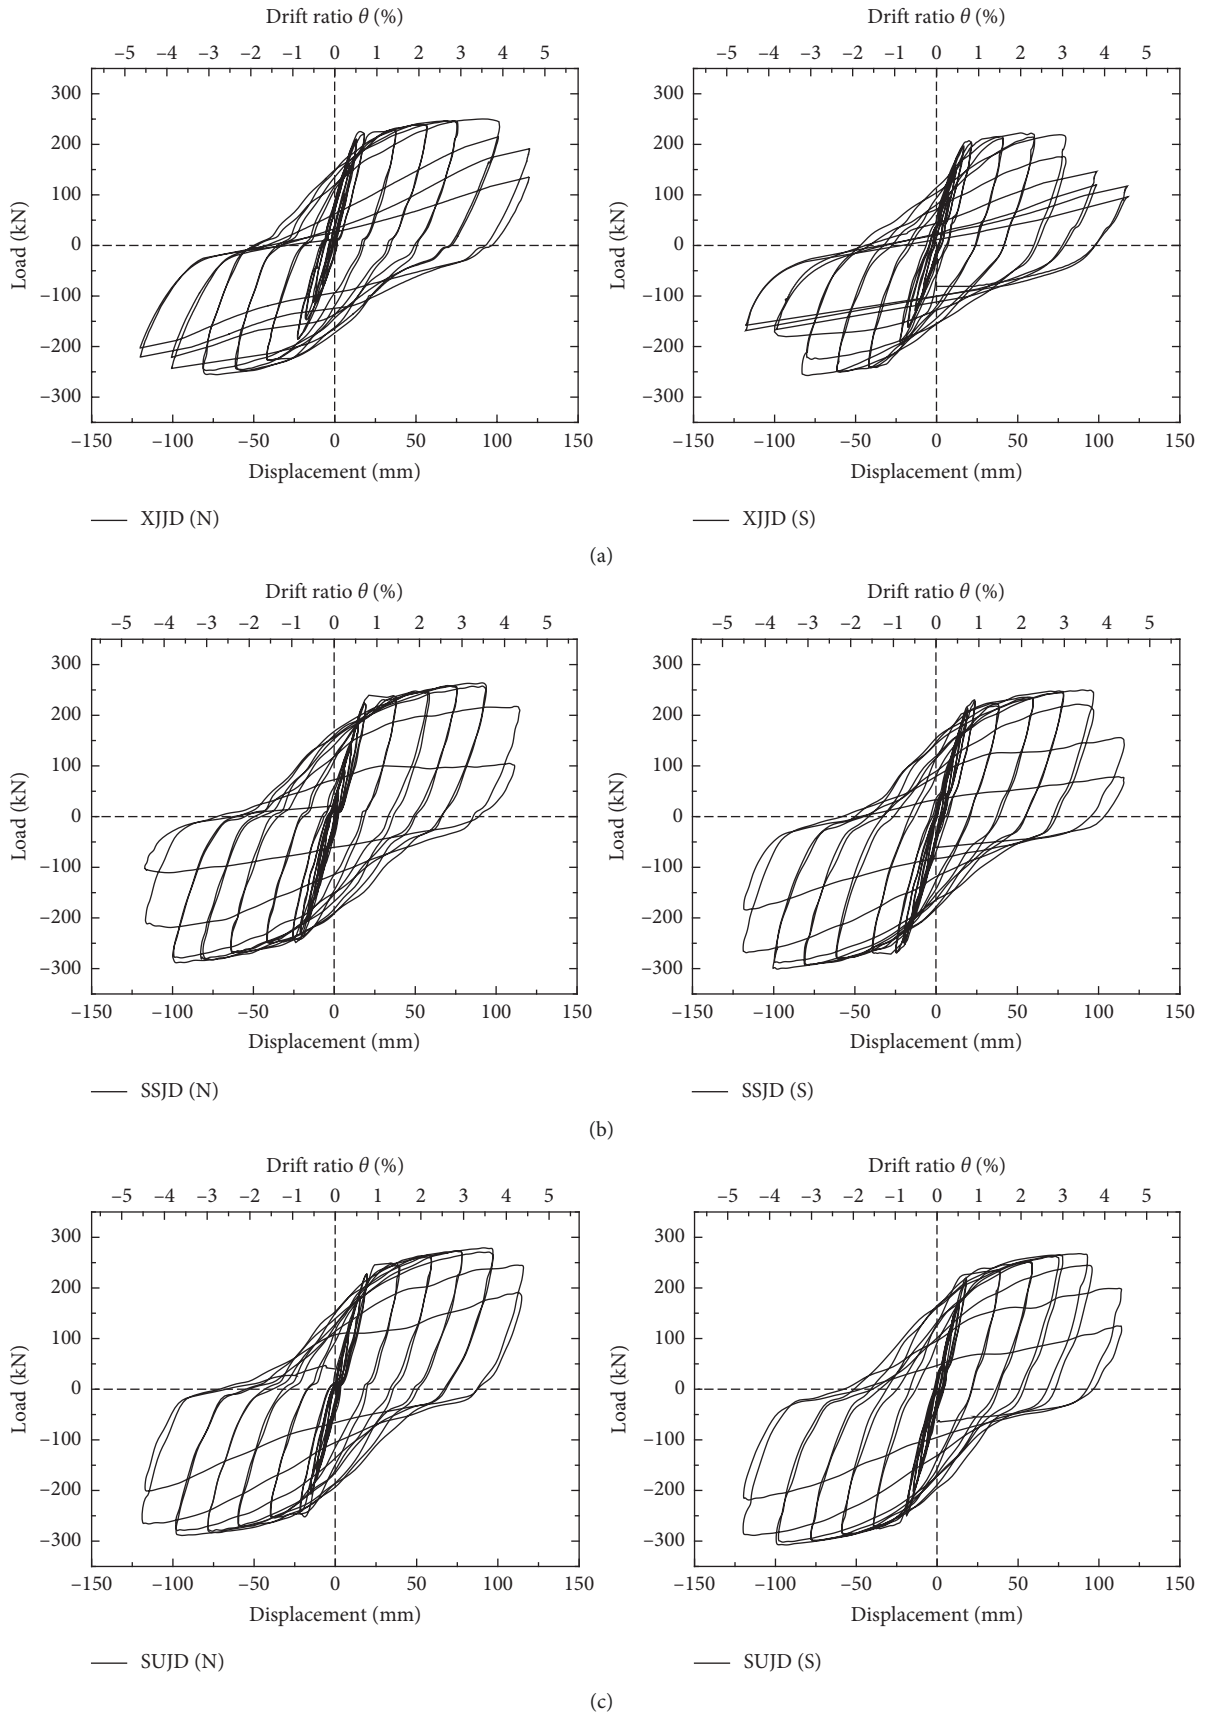 Drift ratio θ (%) Drift ratio θ (%)
–5 –4 –3 –2 –1 0 1 2 3 4 5 –5 –4 –3 –2 –1 0 1 2 3 4 5
300 300
200 200
100 100
0 0
–100 –100
–200 –200
–300 –300
Load (kN) Load (kN)
–150 –100 –50 0 50 100 150 –150 –100 –50 0 50 100 150
Displacement (mm) Displacement (mm)
XJJD (N) XJJD (S)
(a)
Drift ratio θ (%) Drift ratio θ (%)
–5 –4 –3 –2 –1 0 1 2 3 4 5 –5 –4 –3 –2 –1 0 1 2 3 4 5
300 300
200 200
100 100
0 0
–100 –100
–200 –200
–300 –300
Load (kN) Load (kN)
–150 –100 –50 0 50 100 150 –150 –100 –50 0 50 100 150
Displacement (mm) Displacement (mm)
SSJD (N) SSJD (S)
(b)
Drift ratio θ (%) Drift ratio θ (%)
–5 –4 –3 –2 –1 0 1 2 3 4 5 –5 –4 –3 –2 –1 0 1 2 3 4 5
300 300
200 200
100 100
0 0
–100 –100
–200 –200
–300 –300
Load (kN) Load (kN)
–150 –100 –50 0 50 100 150 –150 –100 –50 0 50 100 150
Displacement (mm) Displacement (mm)
SUJD (N) SUJD (S)
(c)